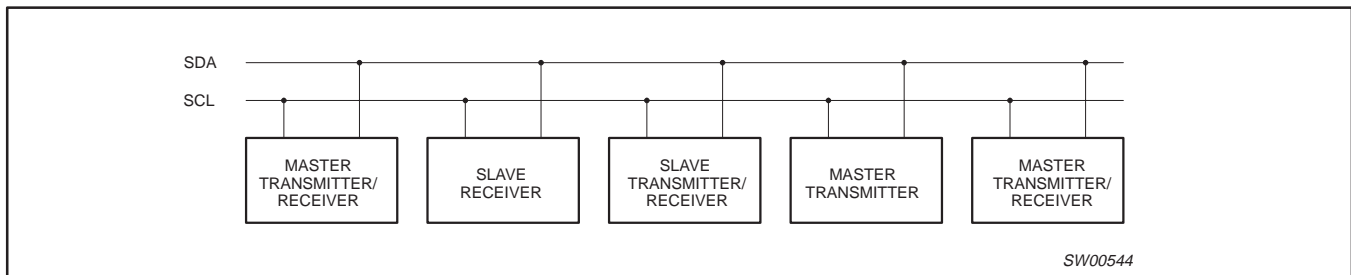 SDA
SCL
MASTER
TRANSMITTER/
RECEIVER
SLAVE
RECEIVER
SLAVE
TRANSMITTER/
RECEIVER
MASTER
TRANSMITTER
MASTER
TRANSMITTER/
RECEIVER
SW00544